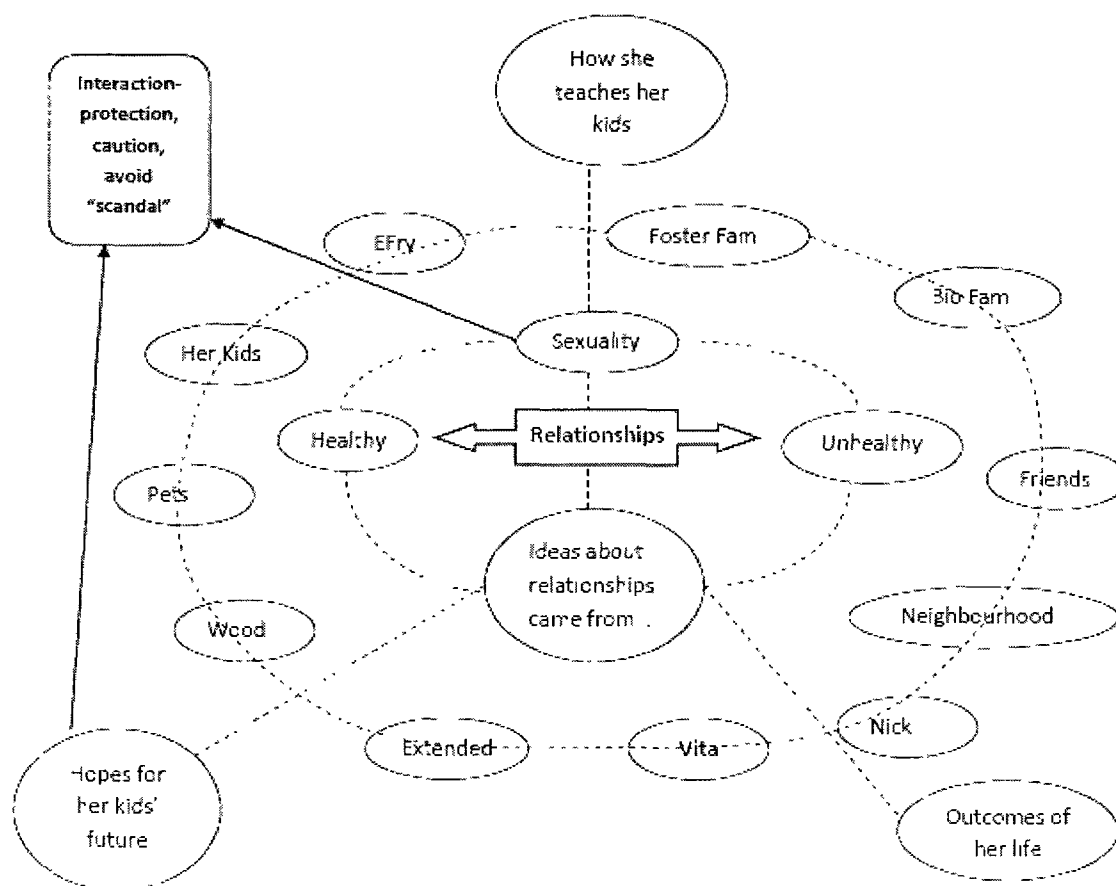 Interaction-
protection,
caution,
avoid
"scandal"
How she
teaches her
kids
EFry
Foster Fam
Bio Fam
Her Kids
Sexuality
Healthy
Relationships
Unhealthy
Pets
Friends
Ideas about
relationships
came from .
Wood
Neighbourhood
Extended
Vita
Nick
Hopes for
her kids'
future
Outcomes of
her life